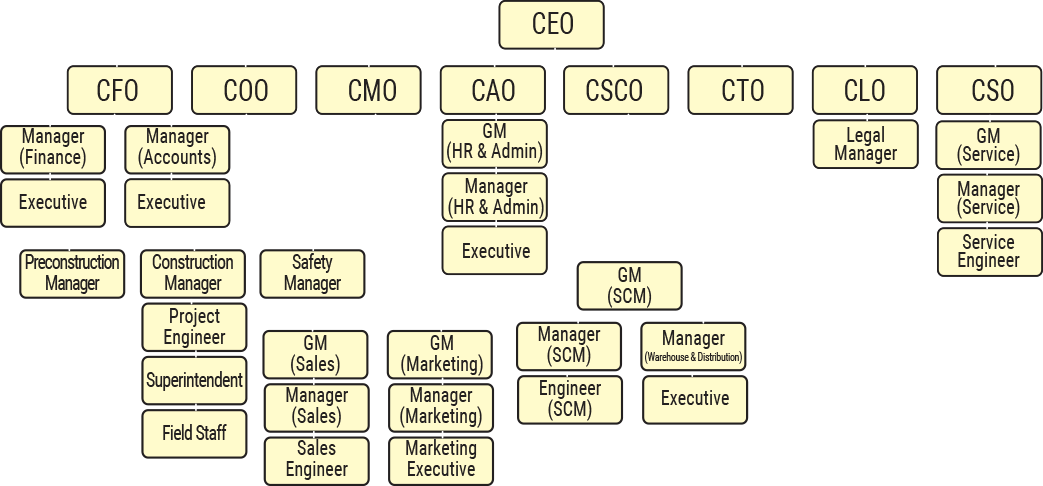 CEO
CFO
COO
CMO
CAO
CSCO
CTO
CLO
CSO
Manager
(Finance)
Executive
Manager
(Accounts)
Executive
GM
(HR & Admin)
Manager
(HR & Admin)
Executive
Legal
Manager
GM
(Service)
Manager
(Service)
Service
Engineer
Preconstruction
Manager
Construction
Manager
Safety
Manager
Project
Engineer
Superintendent
Field Staff
GM
(Sales)
Manager
(Sales)
Sales
Engineer
GM
(Marketing)
Manager
(Marketing)
Marketing
Executive
GM
(SCM)
Manager
(SCM)
Engineer
(SCM)
Manager
(Warehouse & Distribution)
Executive